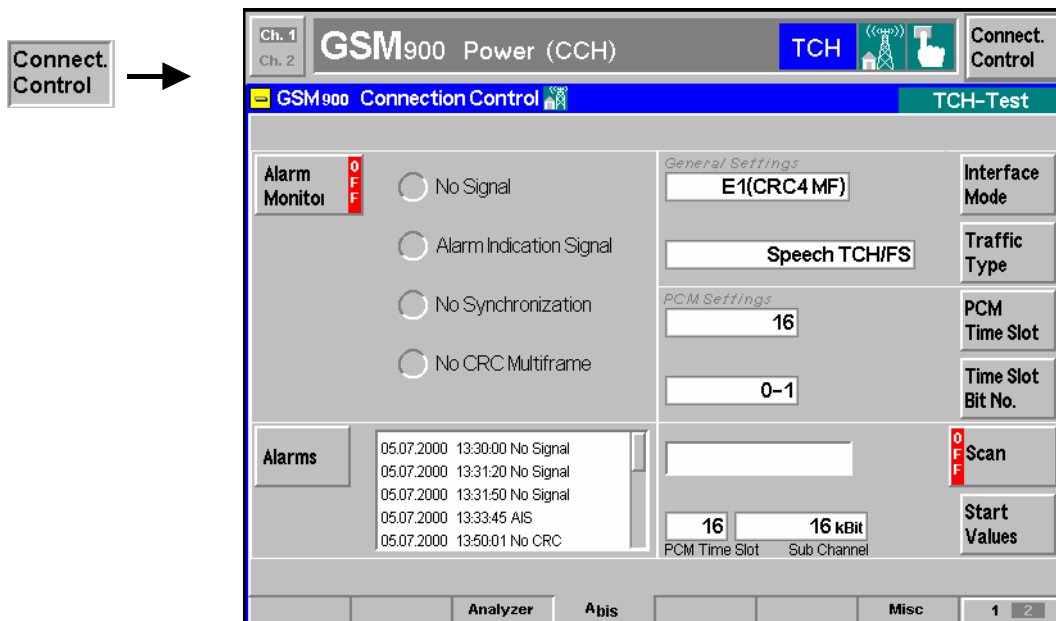 Connect.
Control
Ch. 1
Ch. 2
GSM900 Power (CCH)
TCH
Connect.
Control
GSM900 Connection Control
TCH-Test
Alarm
Monitor
OFF
No Signal
Alarm Indication Signal
No Synchronization
No CRC Multiframe
General Settings
E1(CRC4 MF)
Interface
Mode
Speech TCH/FS
Traffic
Type
PCM Settings
16
PCM
Time Slot
0-1
Time Slot
Bit No.
Alarms
05.07.2000 13:30:00 No Signal
05.07.2000 13:31:20 No Signal
05.07.2000 13:31:50 No Signal
05.07.2000 13:33:45 AIS
05.07.2000 13:50:01 No CRC
OFF
Scan
16
16 kBit
PCM Time Slot
Sub Channel
Start
Values
Analyzer
Abis
Misc
1 2